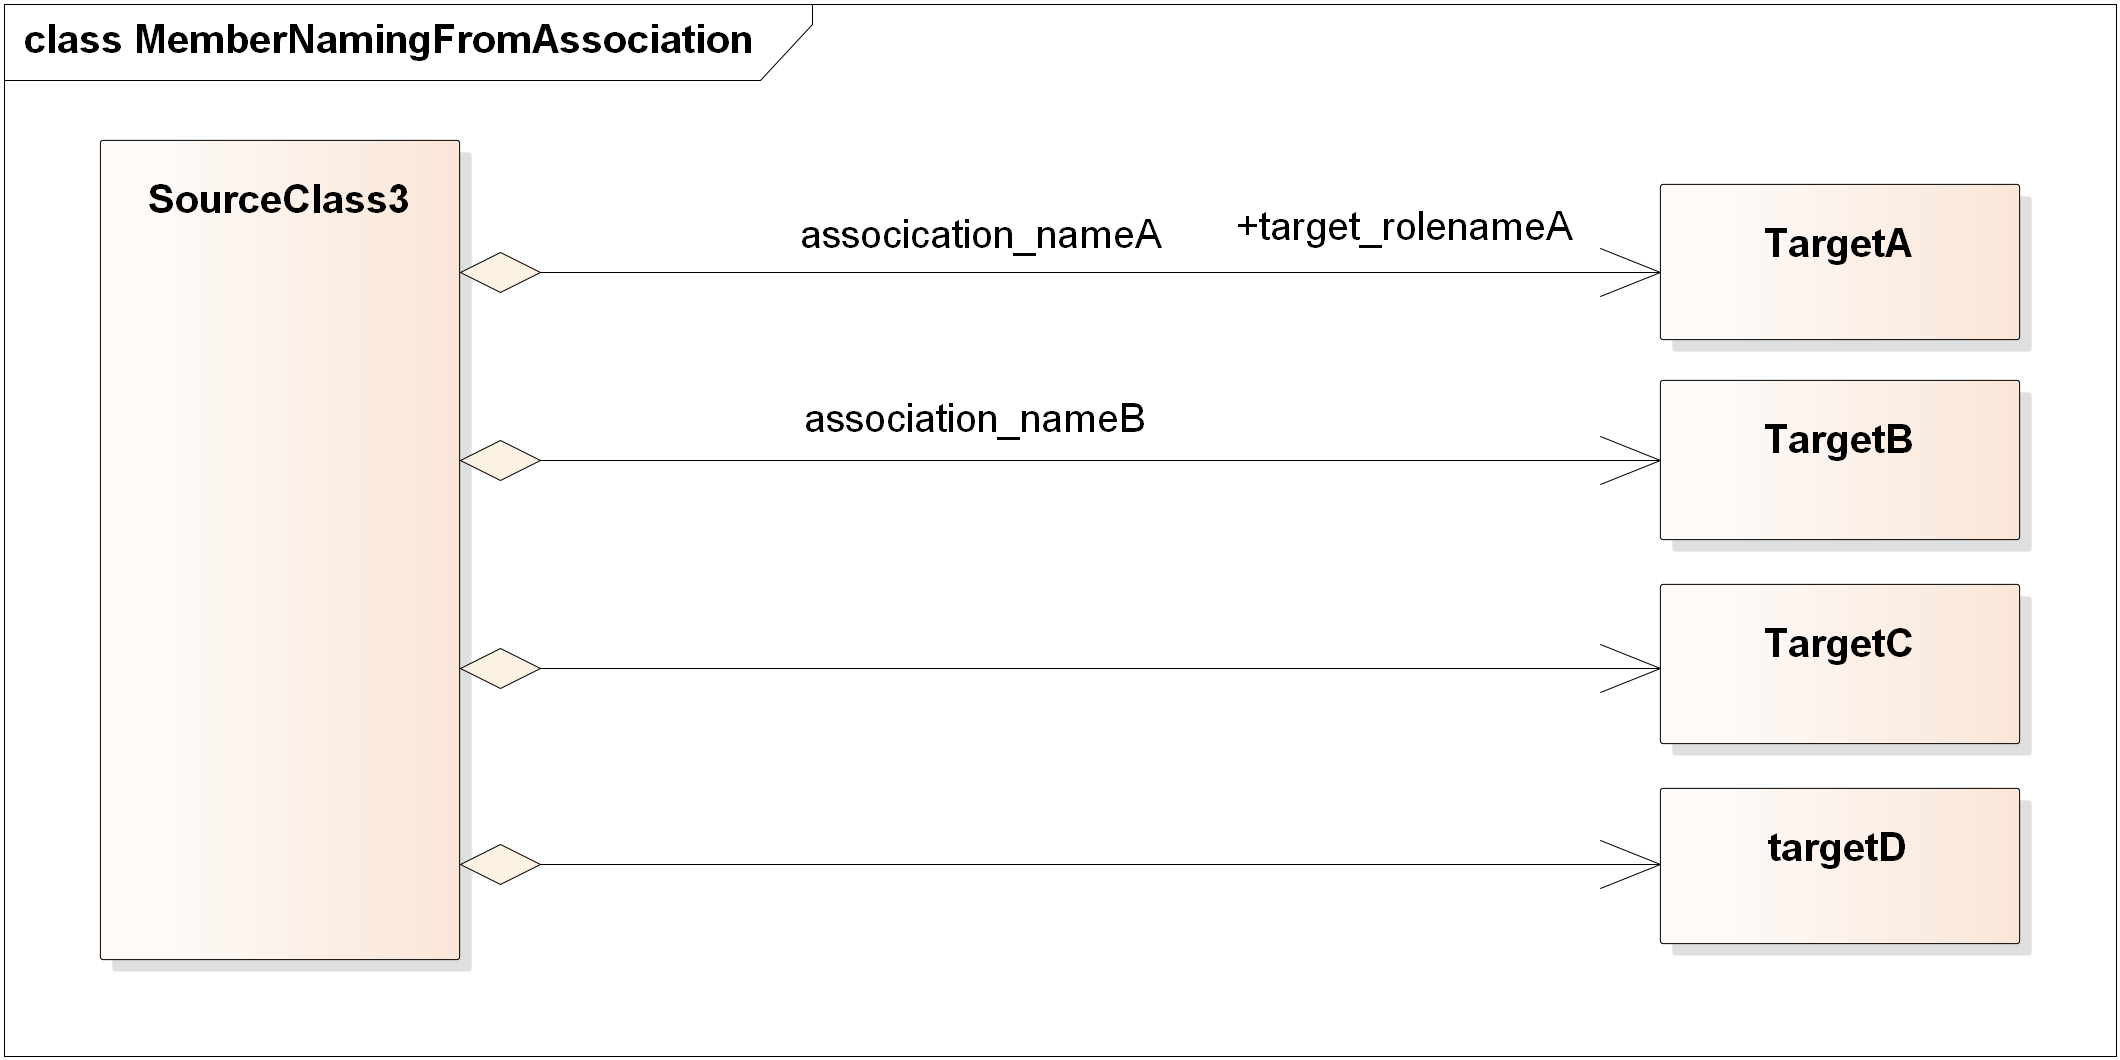 class MemberNamingFromAssociation
SourceClass3
assocication_nameA
+target_rolenameA
TargetA
association_nameB
TargetB
TargetC
targetD